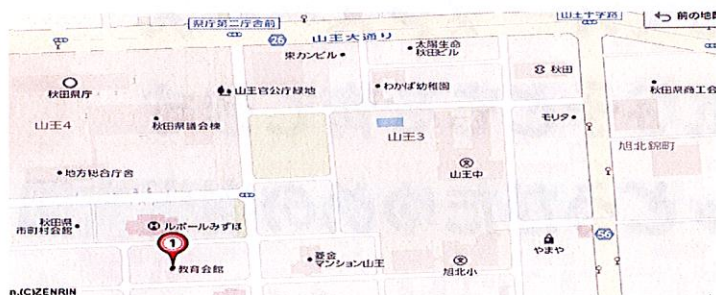 県庁第二庁舎前
山王十字路
前の地
26
山王大通り
東カンビル
太陽生命
秋田ビル
秋田
秋田県庁
山王官公庁緑地
わかば幼稚園
秋田県商工会
山王4
秋田県議会棟
山王3
モリタ
旭北錦町
地方総合庁舎
山王中
秋田県
市町村会館
ルポールみずほ
56
やまや
1
教育会館
菱金
マンション山王
旭北小
n.(C)ZENRIN